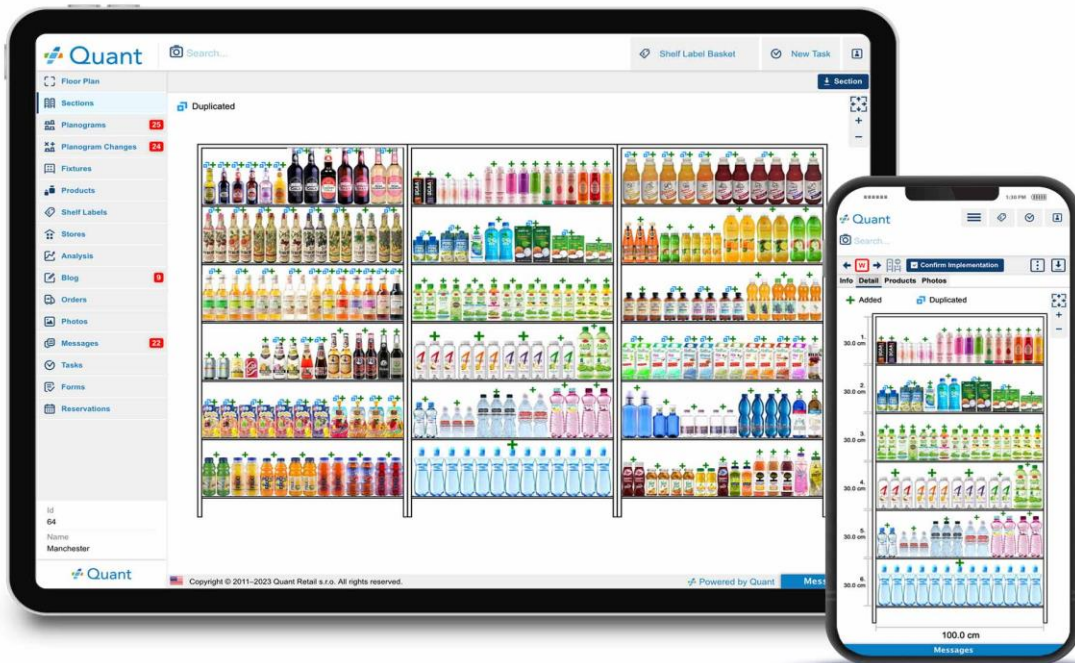 Quant
Search...
Shelf Label Basket
New Task
Floor Plan
Section
Sections
Duplicated
Planograms 25
Planogram Changes 24
Fixtures
Products
Shelf Labels
Stores
Analysis
Blog 9
Orders
Photos
Messages 22
Tasks
Forms
Reservations
Id
64
Name
Manchester
Quant
Copyright © 2011–2023 Quant Retail s.r.o. All rights reserved.
Powered by Quant
Mess
1:36 PM
Quant
Search...
W
Confirm Implementation
Info Detail Products Photos
Added
Duplicated
1.
30.0 cm
2.
30.0 cm
3.
30.0 cm
4.
30.0 cm
5.
30.0 cm
6.
30.0 cm
100.0 cm
Messages